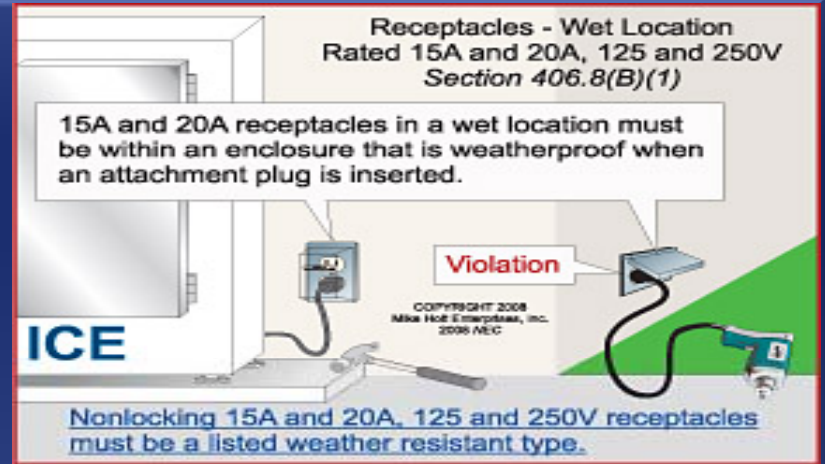 Receptacles - Wet Location
Rated 15A and 20A, 125 and 250V
Section 406.8(B)(1)
15A and 20A receptacles in a wet location must
be within an enclosure that is weatherproof when
an attachment plug is inserted.
Violation
COPYRIGHT 2008
Mike Holt Enterprises, Inc.
2008 NEC
ICE
Nonlocking 15A and 20A, 125 and 250V receptacles
must be a listed weather resistant type.